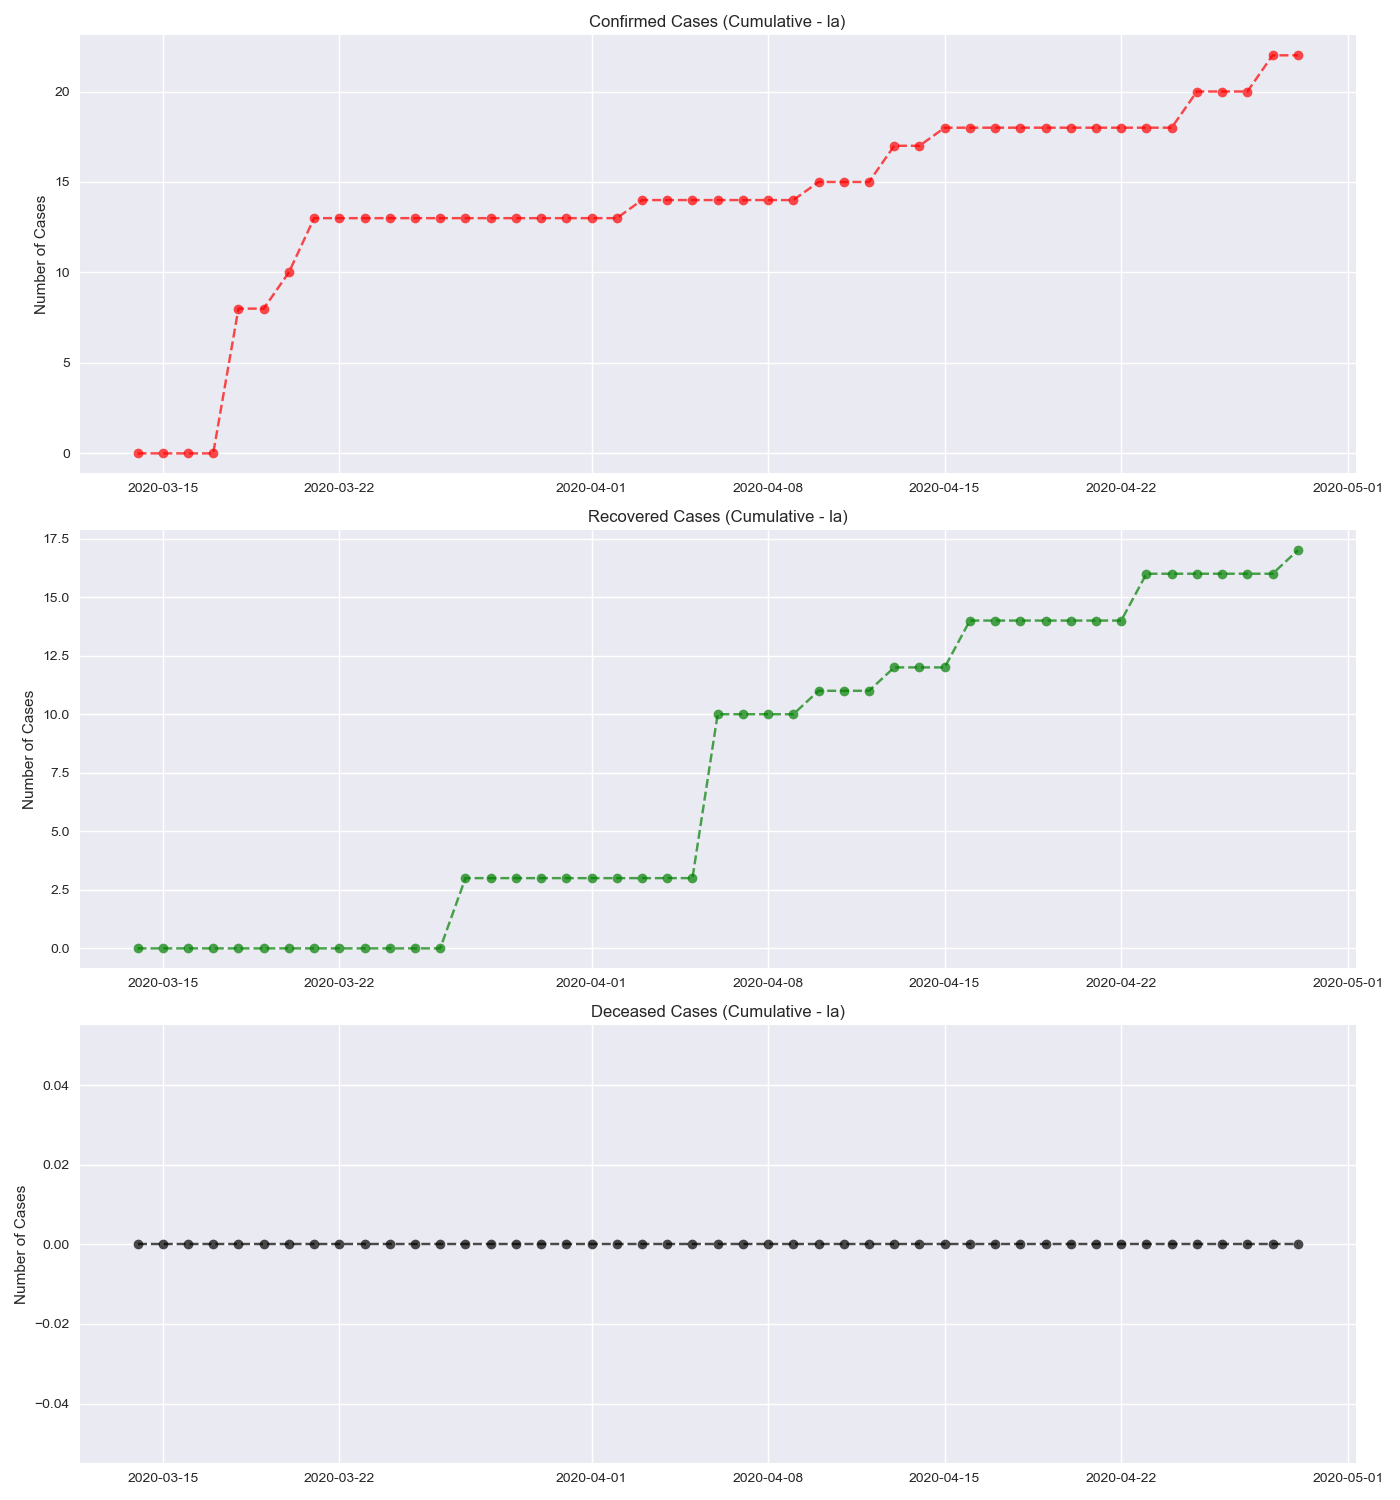 Confirmed Cases (Cumulative - la)
Number of Cases
20
15
10
5
0
2020-03-15 2020-03-22 2020-04-01 2020-04-08 2020-04-15 2020-04-22 2020-05-01
Recovered Cases (Cumulative - la)
Number of Cases
17.5
15.0
12.5
10.0
7.5
5.0
2.5
0.0
2020-03-15 2020-03-22 2020-04-01 2020-04-08 2020-04-15 2020-04-22 2020-05-01
Deceased Cases (Cumulative - la)
Number of Cases
0.04
0.02
0.00
−0.02
−0.04
2020-03-15 2020-03-22 2020-04-01 2020-04-08 2020-04-15 2020-04-22 2020-05-01